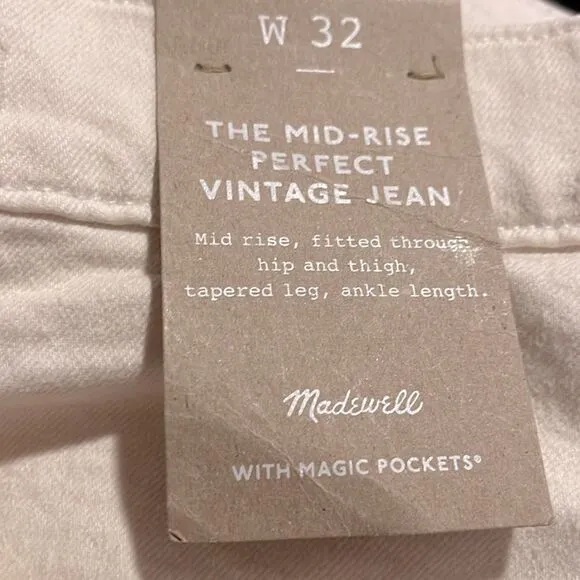 W 32
THE MID-RISE
PERFECT
VINTAGE JEAN
Mid rise, fitted through
hip and thigh,
tapered leg, ankle length.
Madewell
WITH MAGIC POCKETS®